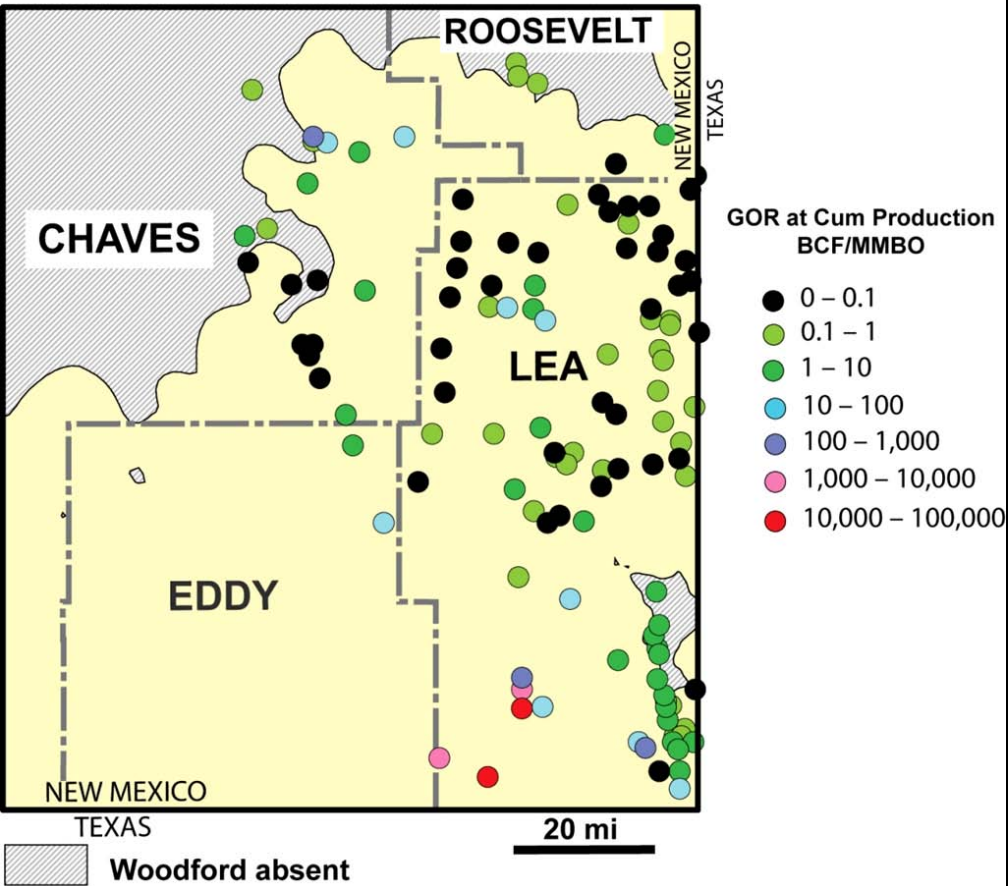 ROOSEVELT
NEW MEXICO
TEXAS
CHAVES
GOR at Cum Production
BCF/MMBO
0 – 0.1
0.1 – 1
1 – 10
10 – 100
100 – 1,000
1,000 – 10,000
10,000 – 100,000
LEA
EDDY
NEW MEXICO
TEXAS
20 mi
Woodford absent